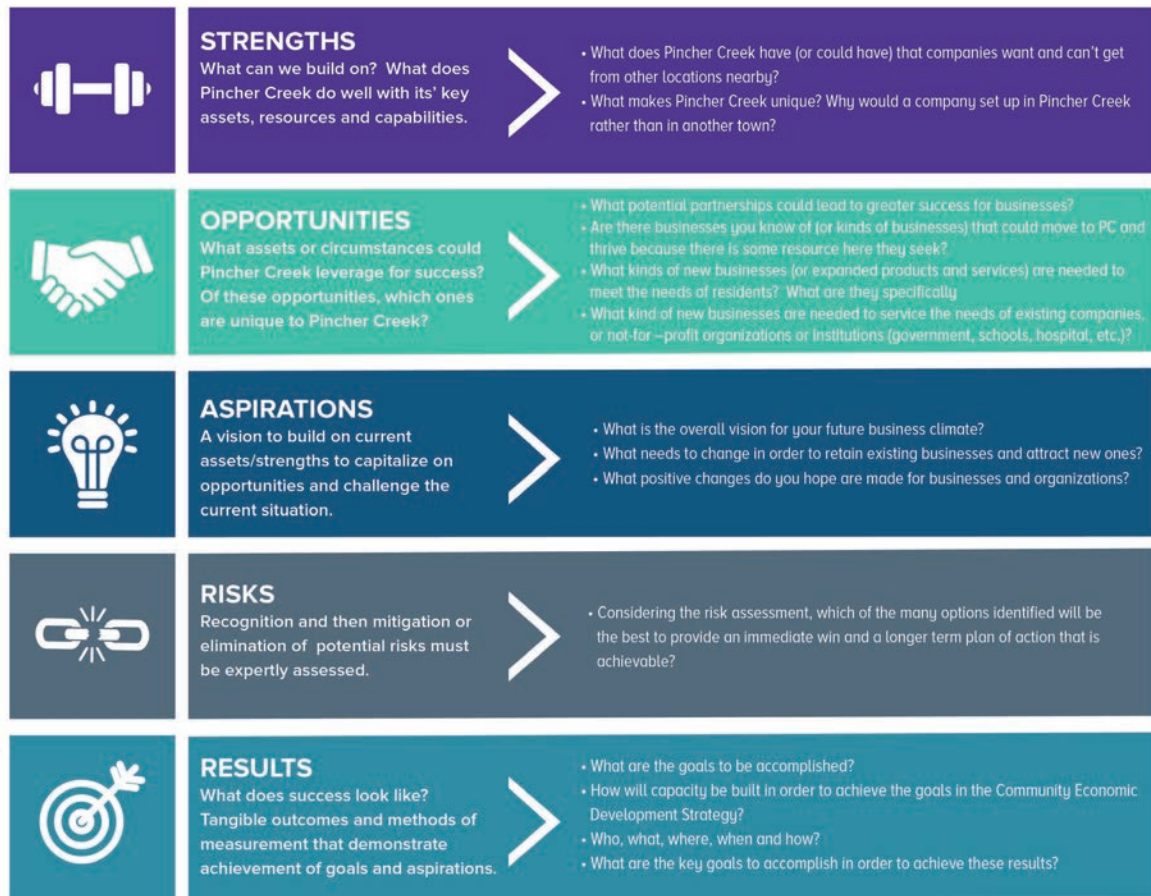 STRENGTHS
What can we build on? What does
Pincher Creek do well with its' key
assets, resources and capabilities.
• What does Pincher Creek have (or could have) that companies want and can't get
from other locations nearby?
• What makes Pincher Creek unique? Why would a company set up in Pincher Creek
rather than in another town?
OPPORTUNITIES
What assets or circumstances could
Pincher Creek leverage for success?
Of these opportunities, which ones
are unique to Pincher Creek?
• What potential partnerships could lead to greater success for businesses?
• Are there businesses you know of (or kinds of businesses) that could move to PC and
thrive because there is some resource here they seek?
• What kinds of new businesses (or expanded products and services) are needed to
meet the needs of residents? What are they specifically
• What kind of new businesses are needed to service the needs of existing companies,
or not-for –profit organizations or institutions (government, schools, hospital, etc.)?
ASPIRATIONS
A vision to build on current
assets/strengths to capitalize on
opportunities and challenge the
current situation.
• What is the overall vision for your future business climate?
• What needs to change in order to retain existing businesses and attract new ones?
• What positive changes do you hope are made for businesses and organizations?
RISKS
Recognition and then mitigation or
elimination of potential risks must
be expertly assessed.
• Considering the risk assessment, which of the many options identified will be
the best to provide an immediate win and a longer term plan of action that is
achievable?
RESULTS
What does success look like?
Tangible outcomes and methods of
measurement that demonstrate
achievement of goals and aspirations.
• What are the goals to be accomplished?
• How will capacity be built in order to achieve the goals in the Community Economic
Development Strategy?
• Who, what, where, when and how?
• What are the key goals to accomplish in order to achieve these results?